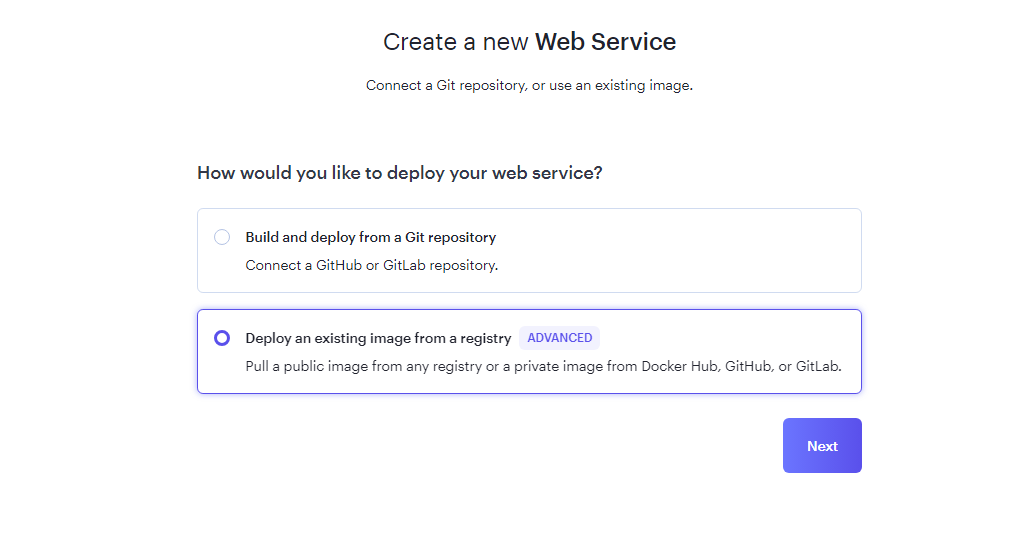 Create a new Web Service
Connect a Git repository, or use an existing image.
How would you like to deploy your web service?
Build and deploy from a Git repository
Connect a GitHub or GitLab repository.
Deploy an existing image from a registry ADVANCED
Pull a public image from any registry or a private image from Docker Hub, GitHub, or GitLab.
Next